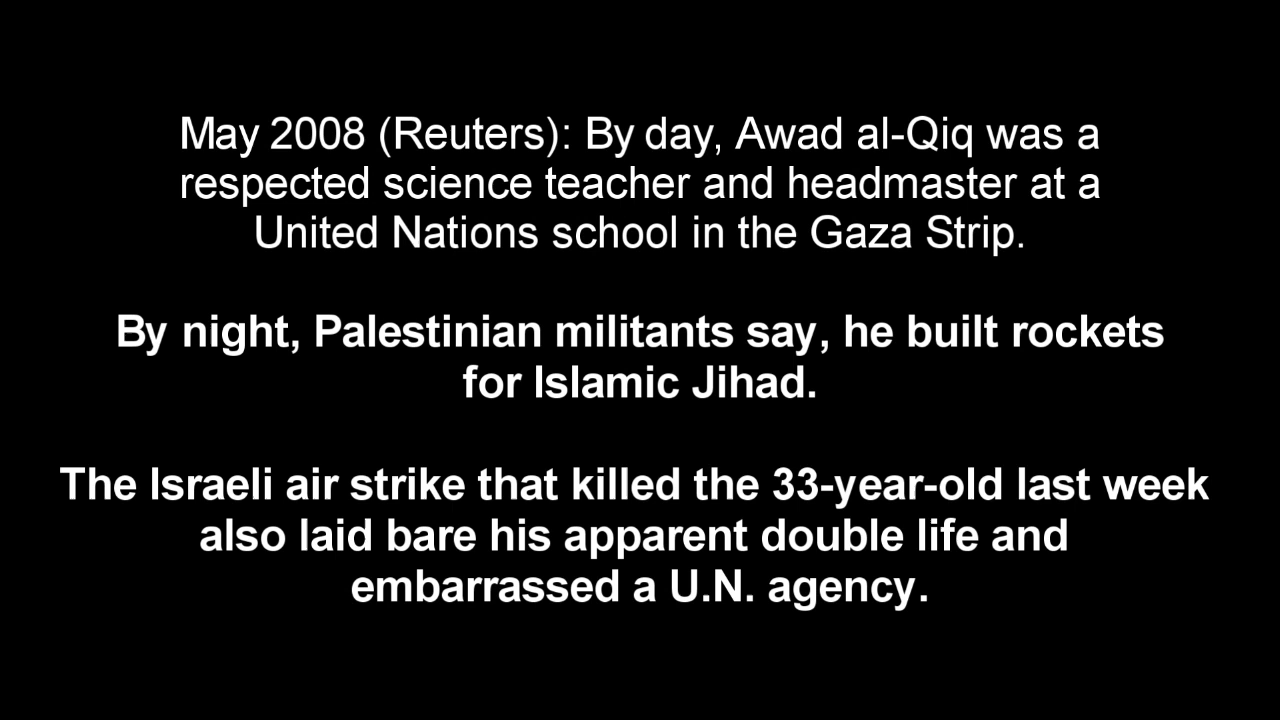 May 2008 (Reuters): By day, Awad al-Qiq was a
respected science teacher and headmaster at a
United Nations school in the Gaza Strip.
By night, Palestinian militants say, he built rockets
for Islamic Jihad.
The Israeli air strike that killed the 33-year-old last week
also laid bare his apparent double life and
embarrassed a U.N. agency.